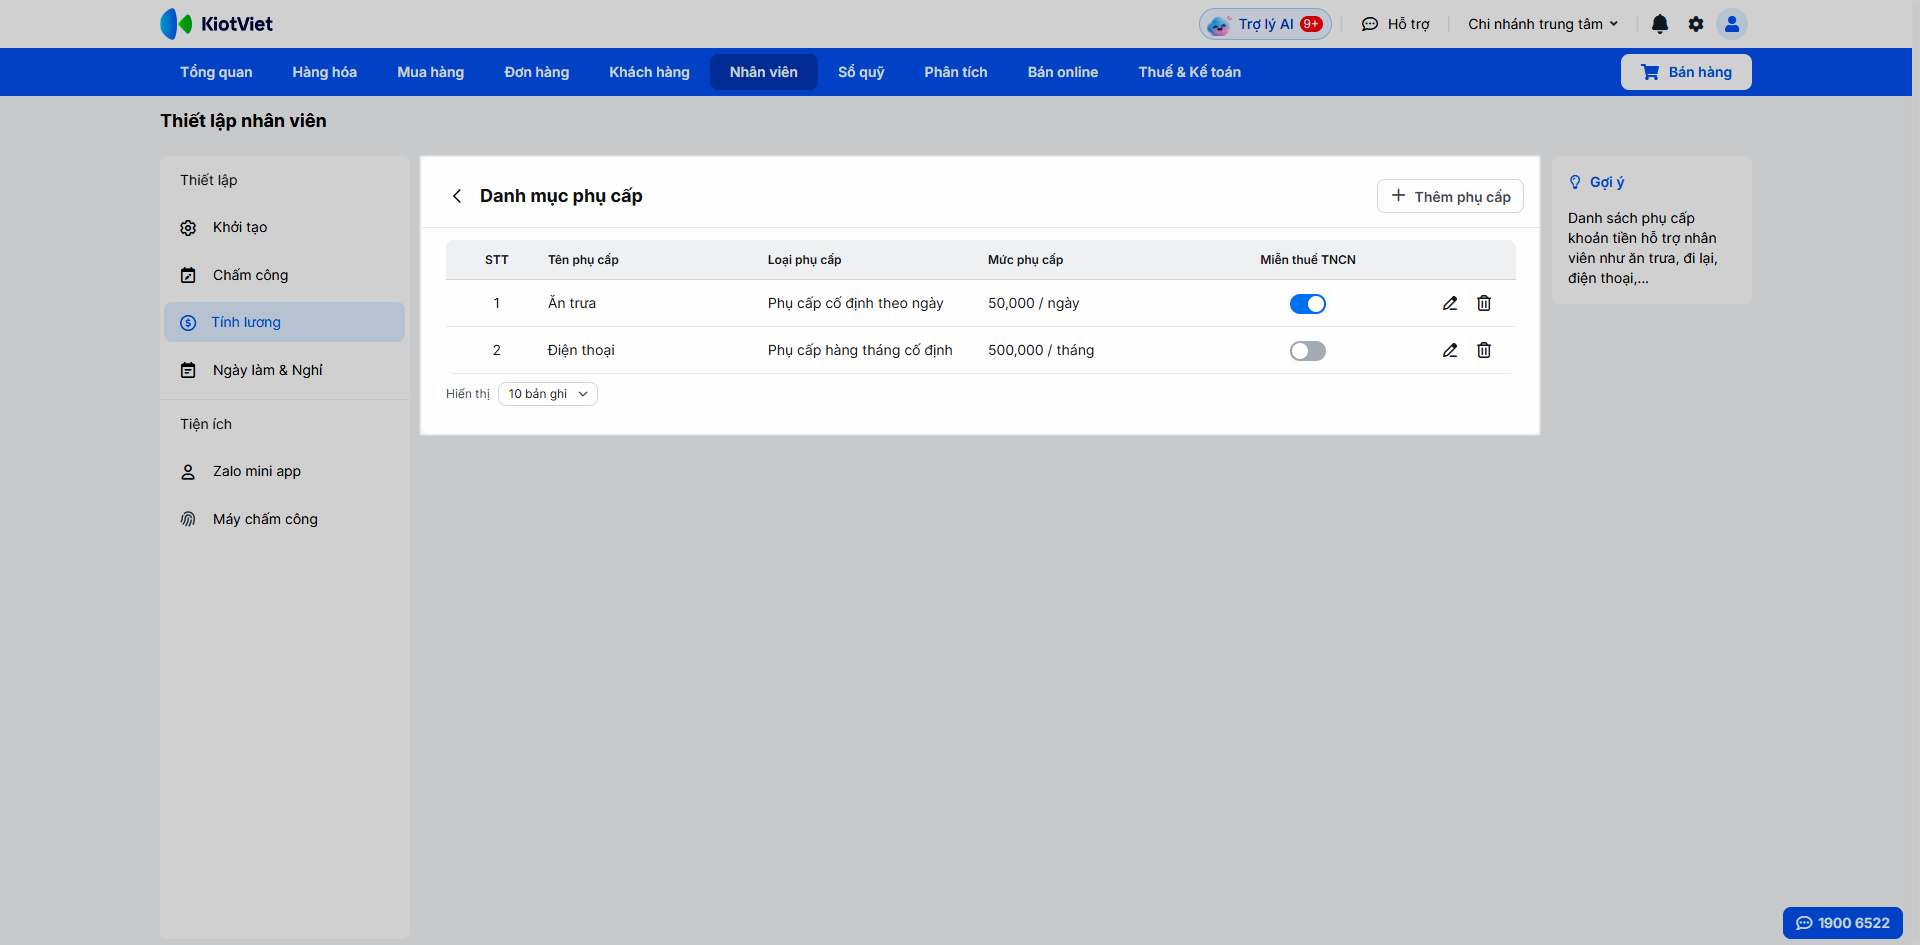 KiotViet
Trợ lý AI 9+
Hỗ trợ
Chi nhánh trung tâm
Tổng quan
Hàng hóa
Mua hàng
Đơn hàng
Khách hàng
Nhân viên
Sổ quỹ
Phân tích
Bán online
Thuế & Kế toán
Bán hàng
Thiết lập nhân viên
Thiết lập
Khởi tạo
Chấm công
Tính lương
Ngày làm & Nghỉ
Tiện ích
Zalo mini app
Máy chấm công
Danh mục phụ cấp
Thêm phụ cấp
STT Tên phụ cấp Loại phụ cấp Mức phụ cấp Miễn thuế TNCN
1 Ăn trưa Phụ cấp cố định theo ngày 50,000 / ngày
2 Điện thoại Phụ cấp hàng tháng cố định 500,000 / tháng
Hiển thị 10 bản ghi
Gợi ý
Danh sách phụ cấp
khoản tiền hỗ trợ nhân
viên như ăn trưa, đi lại,
điện thoại,...
1900 6522